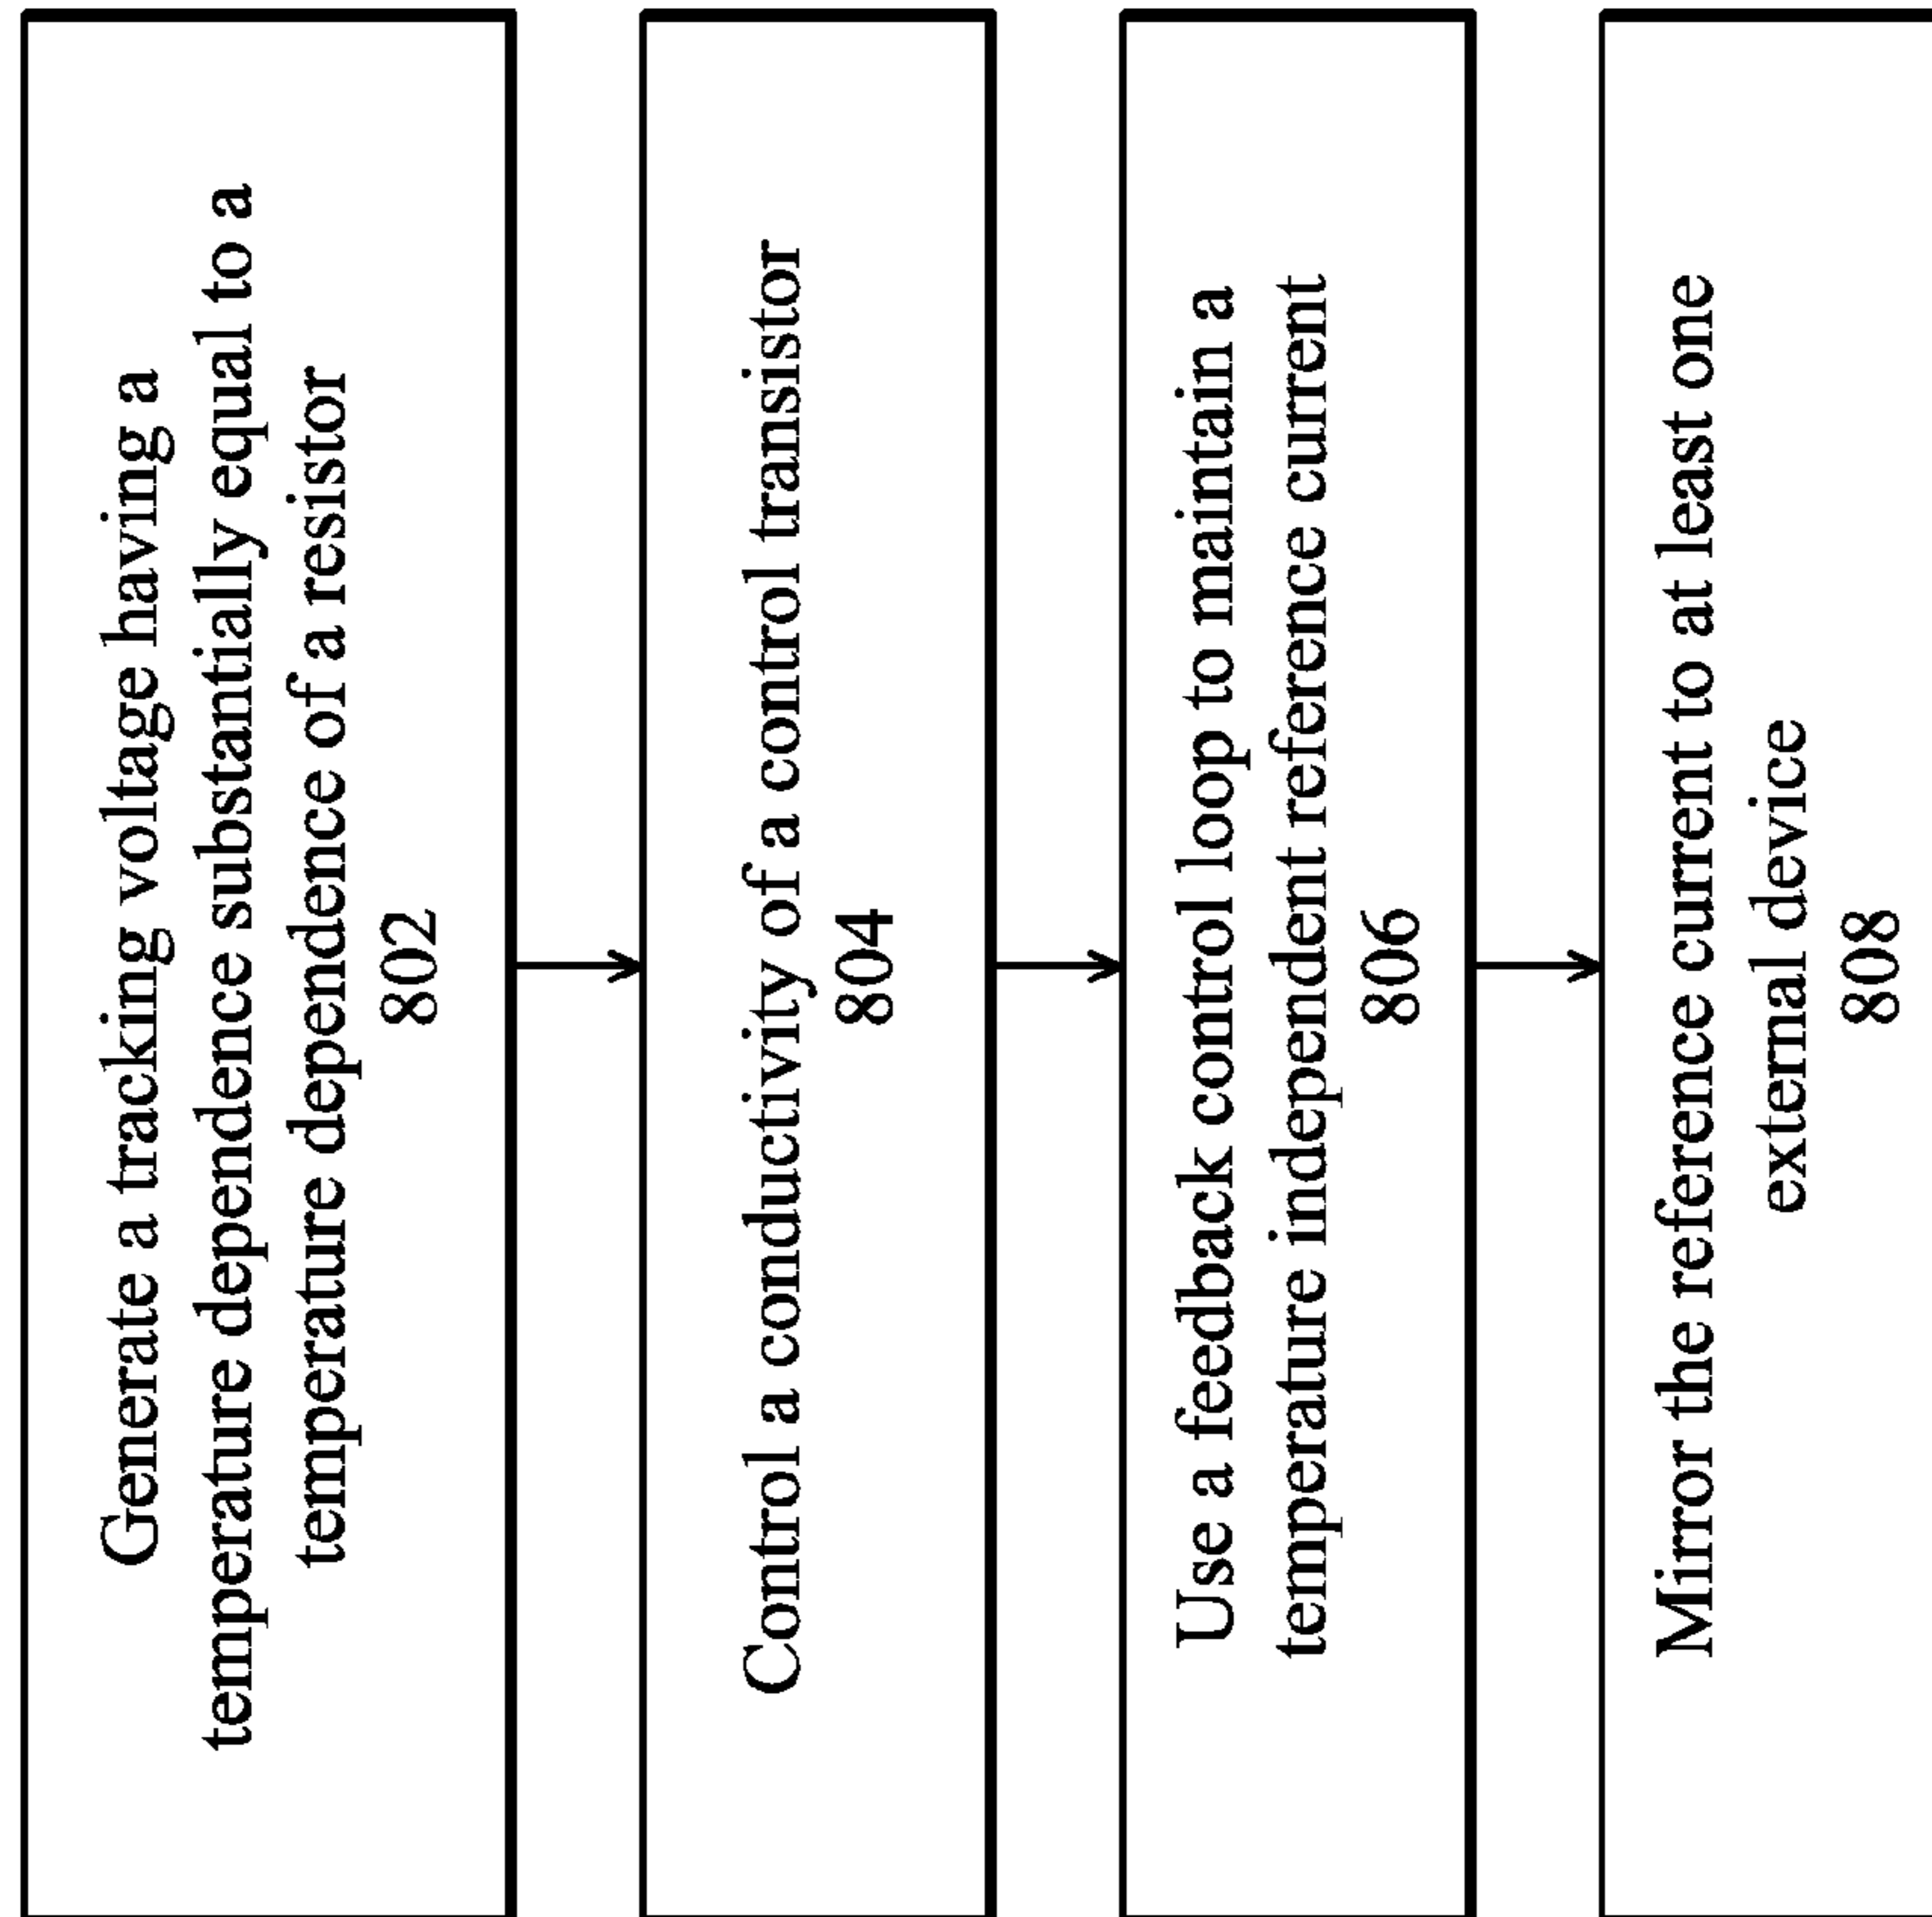 Generate a tracking voltage having a
temperature dependence substantially equal to a
temperature dependence of a resistor
802
Control a conductivity of a control transistor
804
Use a feedback control loop to maintain a
temperature independent reference current
806
Mirror the reference current to at least one
external device
808